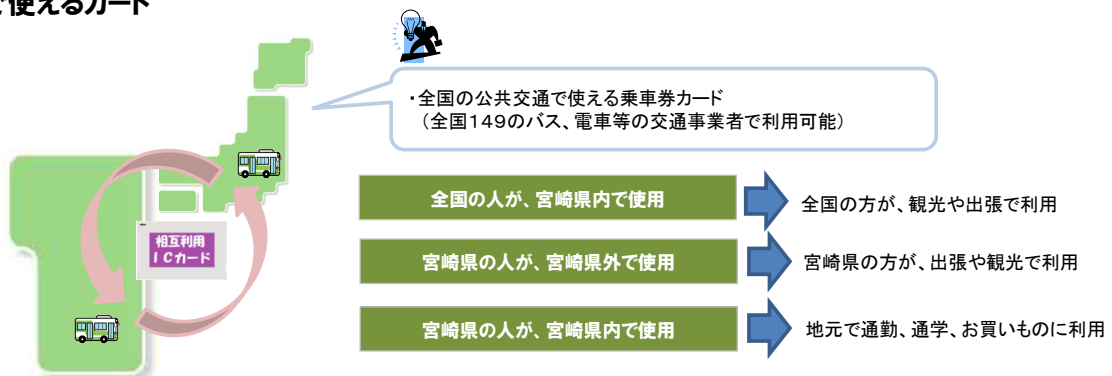 で使えるカード
・全国の公共交通で使える乗車券カード
（全国149のバス、電車等の交通事業者で利用可能）
全国の人が、宮崎県内で使用
全国の方が、観光や出張で利用
相互利用
ICカード
宮崎県の人が、宮崎県外で使用
宮崎県の方が、出張や観光で利用
宮崎県の人が、宮崎県内で使用
地元で通勤、通学、お買いものに利用